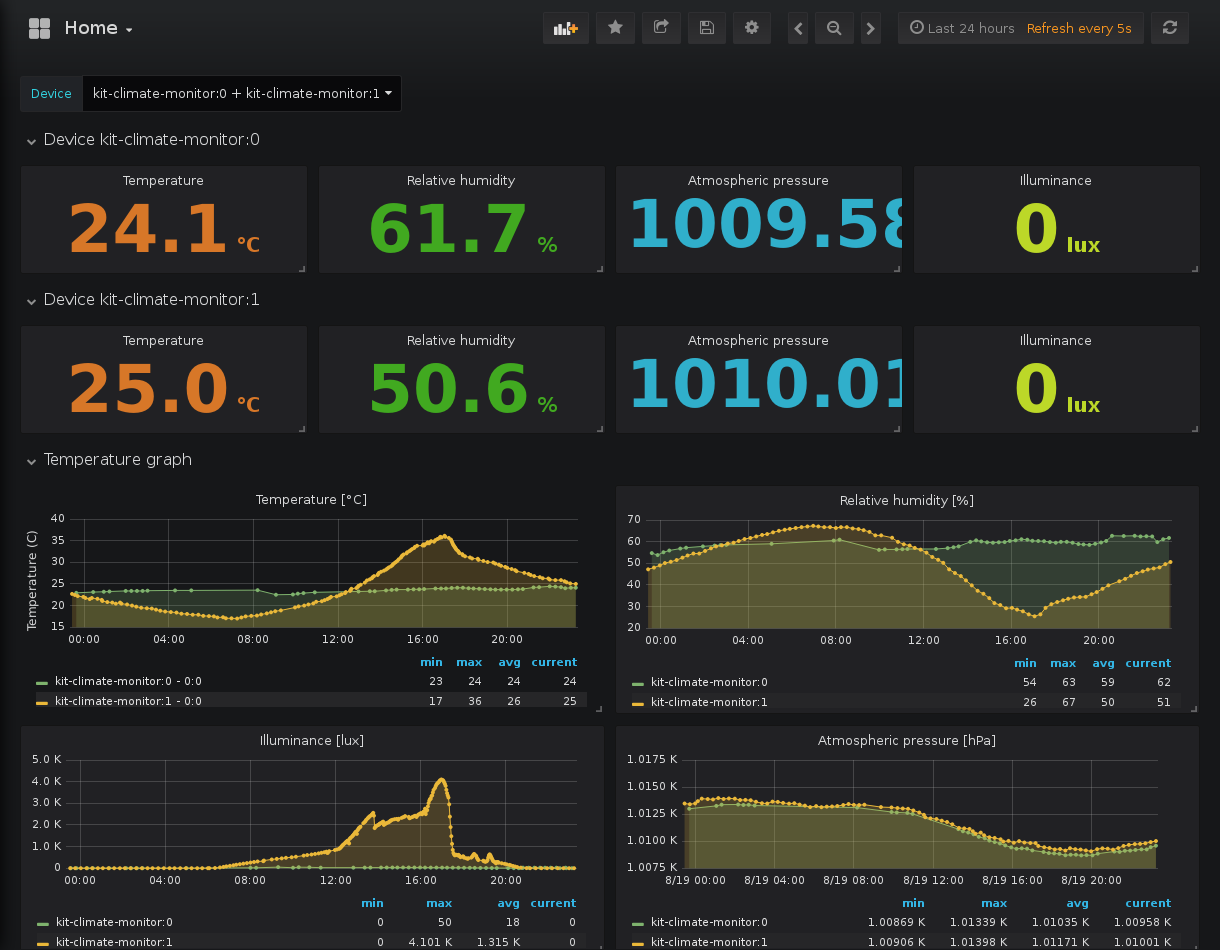 Home
Last 24 hours Refresh every 5s
Device kit-climate-monitor:0 + kit-climate-monitor:1
Device kit-climate-monitor:0
Temperature Relative humidity Atmospheric pressure Illuminance
24.1 °C 61.7 % 1009.58 0 lux
Device kit-climate-monitor:1
Temperature Relative humidity Atmospheric pressure Illuminance
25.0 °C 50.6 % 1010.01 0 lux
Temperature graph
Temperature [°C]
Temperature (C)
40
35
30
25
20
15
00:00 04:00 08:00 12:00 16:00 20:00
min max avg current
kit-climate-monitor:0 - 0:0 23 24 24 24
kit-climate-monitor:1 - 0:0 17 36 26 25
Relative humidity [%]
70
60
50
40
30
20
00:00 04:00 08:00 12:00 16:00 20:00
min max avg current
kit-climate-monitor:0 54 63 59 62
kit-climate-monitor:1 26 67 50 51
Illuminance [lux]
5.0 K
4.0 K
3.0 K
2.0 K
1.0 K
0
00:00 04:00 08:00 12:00 16:00 20:00
min max avg current
kit-climate-monitor:0 0 50 18 0
kit-climate-monitor:1 0 4.101 K 1.315 K 0
Atmospheric pressure [hPa]
1.0175 K
1.0150 K
1.0125 K
1.0100 K
1.0075 K
8/19 00:00 8/19 04:00 8/19 08:00 8/19 12:00 8/19 16:00 8/19 20:00
min max avg current
kit-climate-monitor:0 1.00869 K 1.01339 K 1.01035 K 1.00958 K
kit-climate-monitor:1 1.00906 K 1.01398 K 1.01171 K 1.01001 K